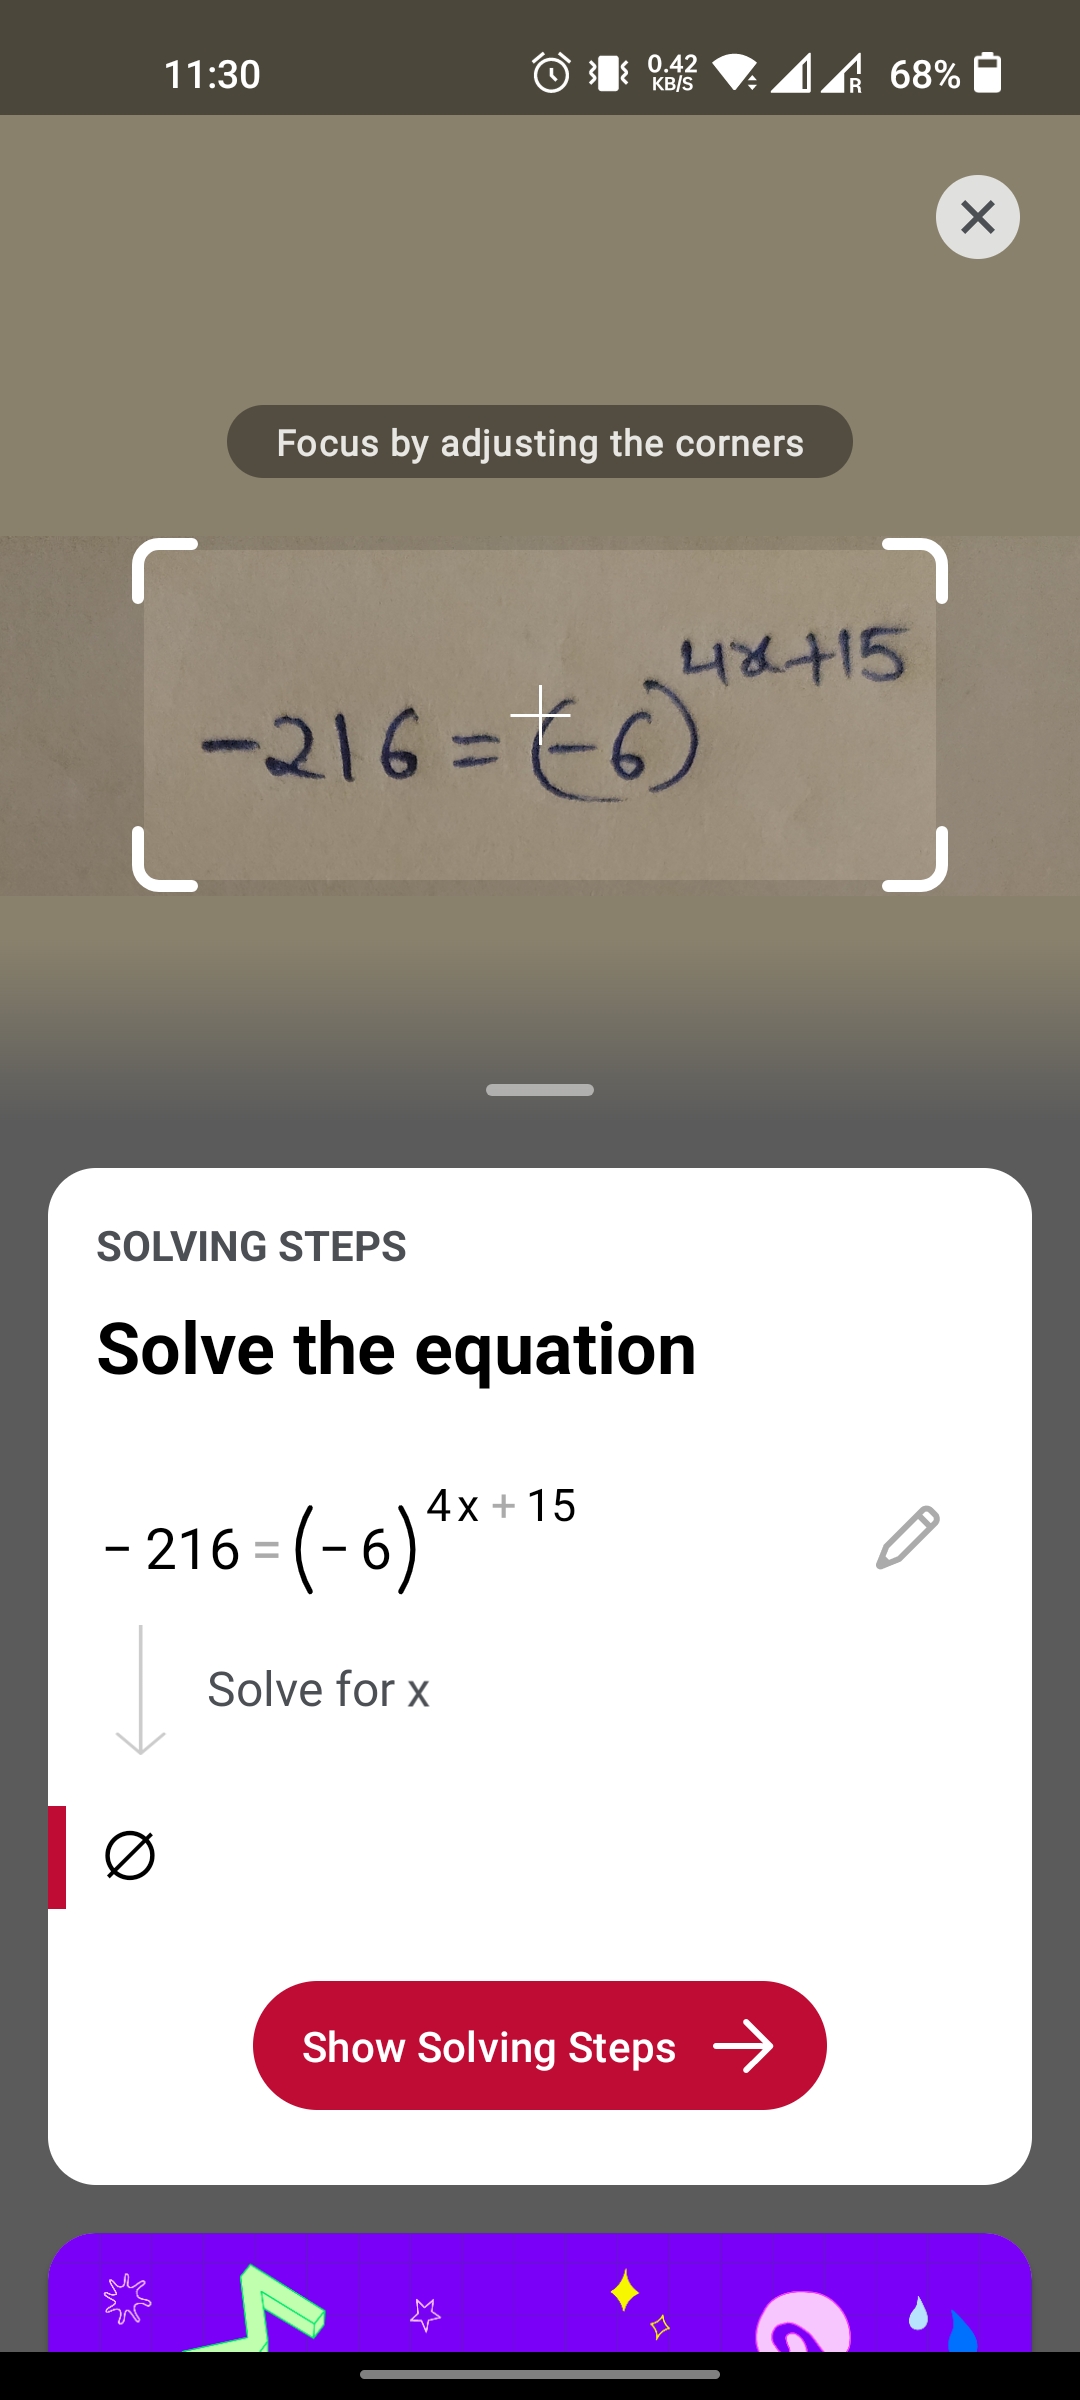 11:30 0.42 KB/S R 68%
Focus by adjusting the corners
-216 = (-6)^4x+15
SOLVING STEPS
Solve the equation
- 216 = (- 6)^4x + 15
Solve for x
∅
Show Solving Steps